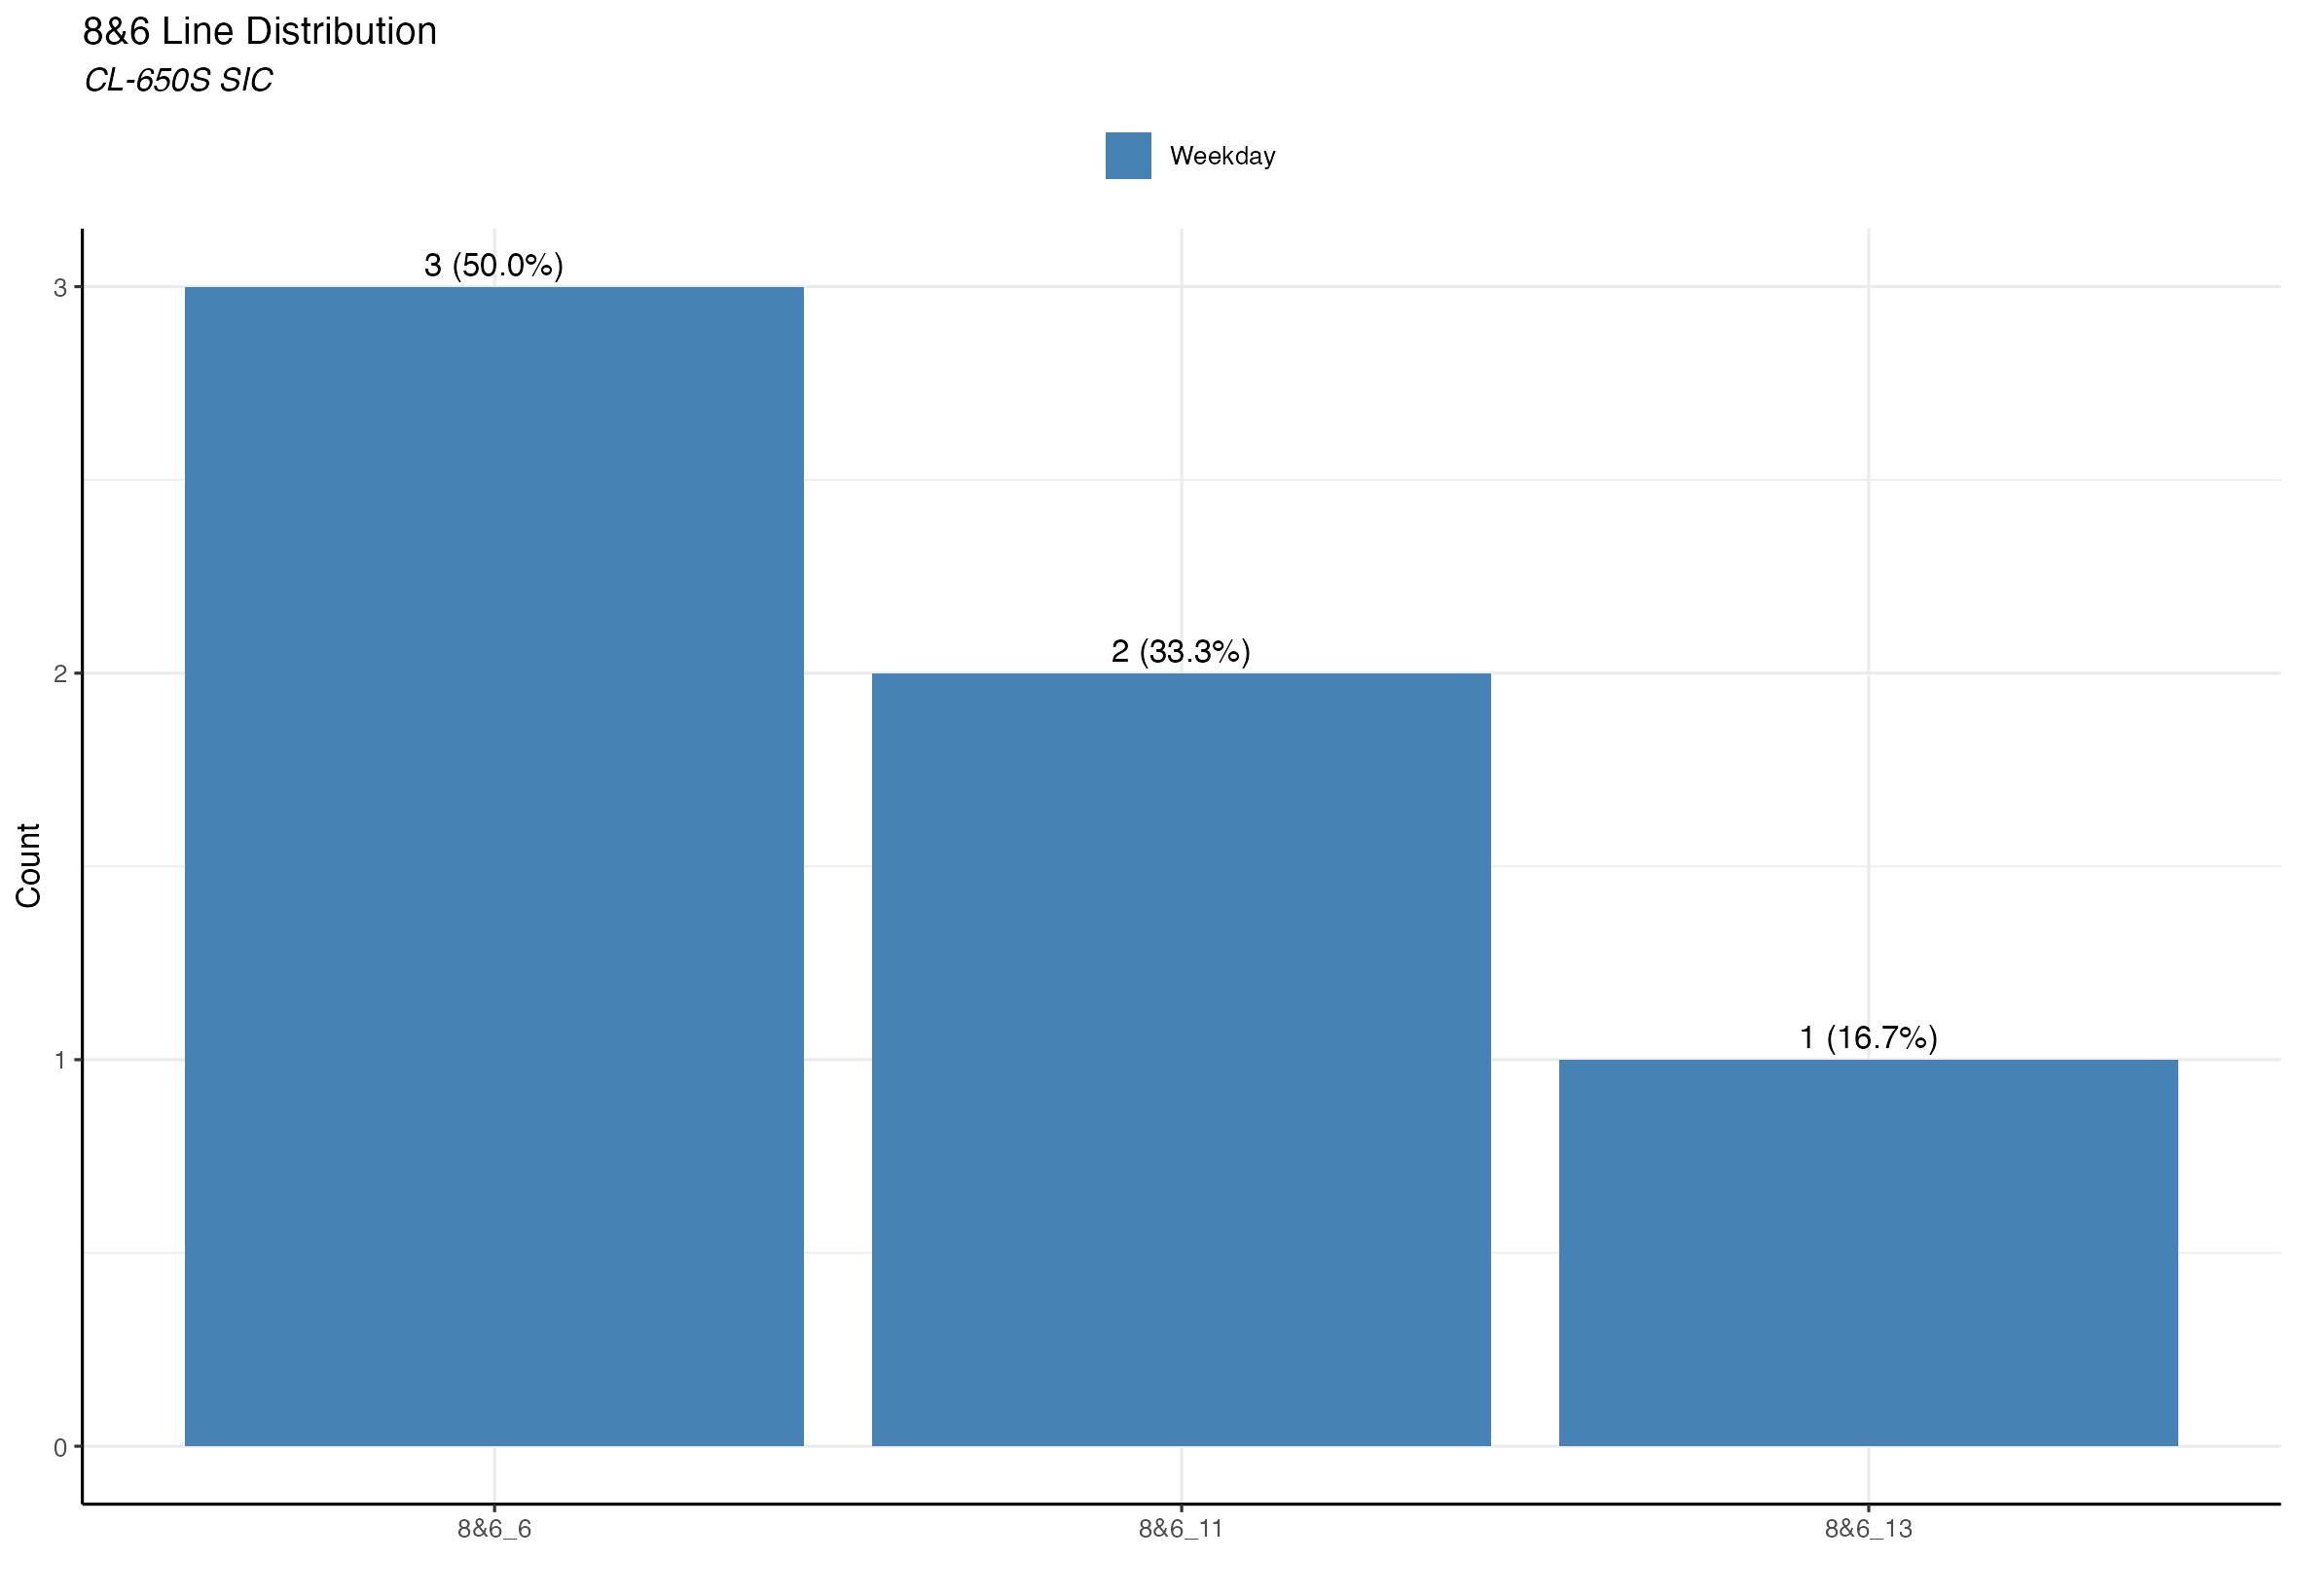 8&6 Line Distribution
CL-650S SIC
Weekday
3 (50.0%)
2 (33.3%)
1 (16.7%)
3
2
1
0
Count
8&6_6
8&6_11
8&6_13